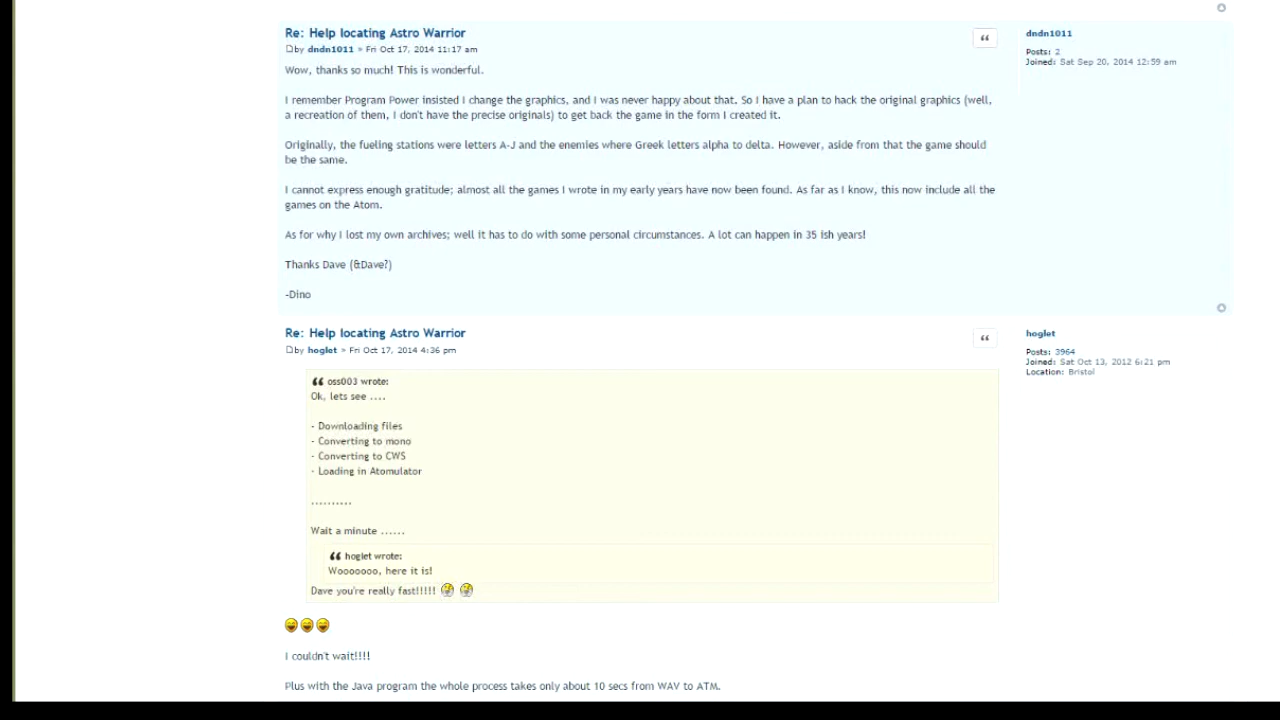 Re: Help locating Astro Warrior
by dndn1011 » Fri Oct 17, 2014 11:17 am
dndn1011
Posts: 2
Joined: Sat Sep 20, 2014 12:59 am
Wow, thanks so much! This is wonderful.
I remember Program Power insisted I change the graphics, and I was never happy about that. So I have a plan to hack the original graphics (well,
a recreation of them, I don't have the precise originals) to get back the game in the form I created it.
Originally, the fueling stations were letters A-J and the enemies where Greek letters alpha to delta. However, aside from that the game should
be the same.
I cannot express enough gratitude; almost all the games I wrote in my early years have now been found. As far as I know, this now include all the
games on the Atom.
As for why I lost my own archives; well it has to do with some personal circumstances. A lot can happen in 35 ish years!
Thanks Dave (&Dave?)
-Dino
Re: Help locating Astro Warrior
by hoglet » Fri Oct 17, 2014 4:36 pm
hoglet
Posts: 3964
Joined: Sat Oct 13, 2012 6:21 pm
Location: Bristol
oss003 wrote:
Ok, lets see ....
- Downloading files
- Converting to mono
- Converting to CWS
- Loading in Atomulator
..........
Wait a minute ......
hoglet wrote:
Wooooooo, here it is!
Dave you're really fast!!!!!
I couldn't wait!!!!
Plus with the Java program the whole process takes only about 10 secs from WAV to ATM.